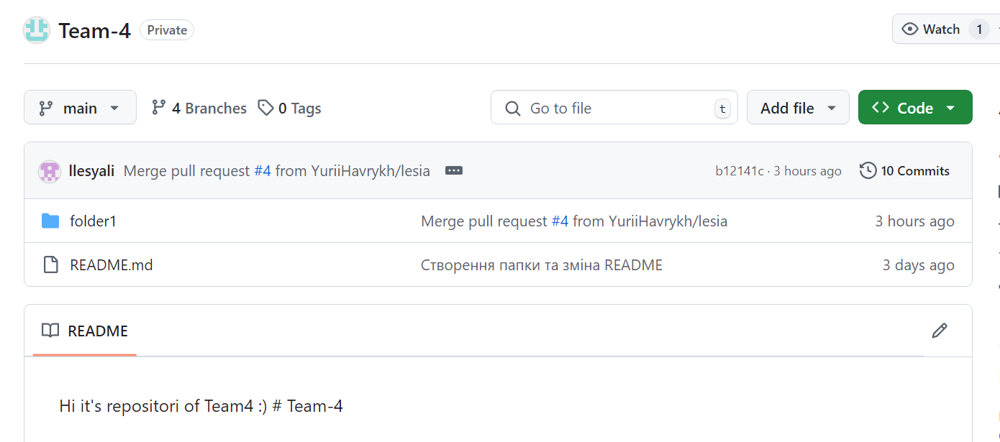 Team-4 Private Watch 1
main 4 Branches 0 Tags Go to file t Add file Code
llesyali Merge pull request #4 from YuriiHavrykh/lesia b12141c · 3 hours ago 10 Commits
folder1 Merge pull request #4 from YuriiHavrykh/lesia 3 hours ago
README.md Створення папки та зміна README 3 days ago
README
Hi it's repositori of Team4 :) # Team-4